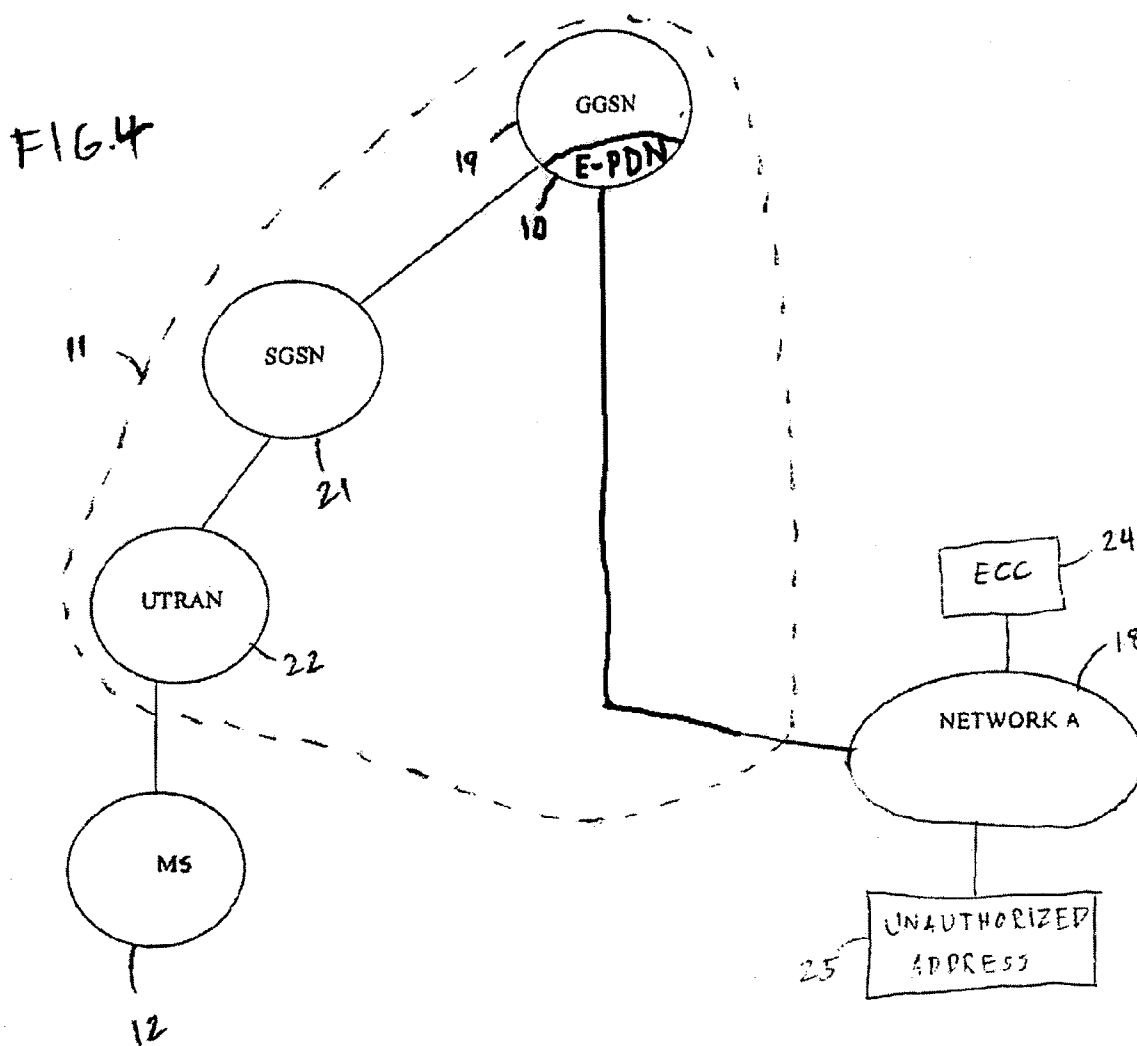 FIG.4
GGSN
19
E-PDN
10
11
SGSN
21
UTRAN
22
ECC
24
18
NETWORK A
MS
12
UNAUTHORIZED
ADDRESS
25